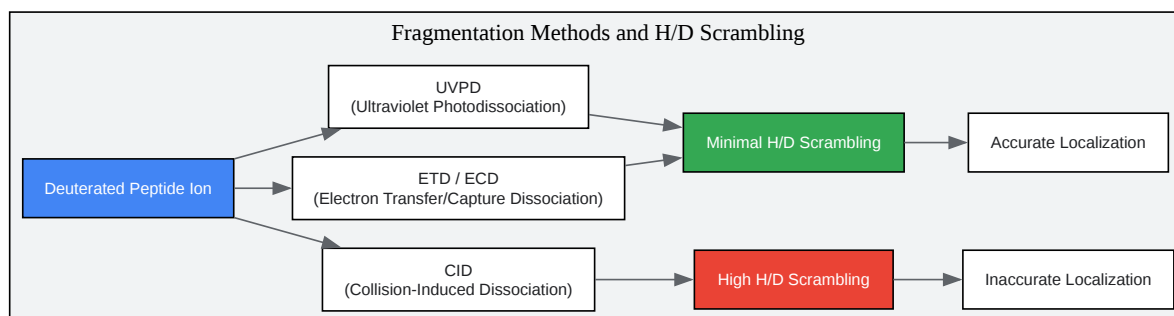 Fragmentation Methods and H/D Scrambling
UVPD
(Ultraviolet Photodissociation)
Deuterated Peptide Ion
ETD / ECD
(Electron Transfer/Capture Dissociation)
CID
(Collision-Induced Dissociation)
Minimal H/D Scrambling
Accurate Localization
High H/D Scrambling
Inaccurate Localization